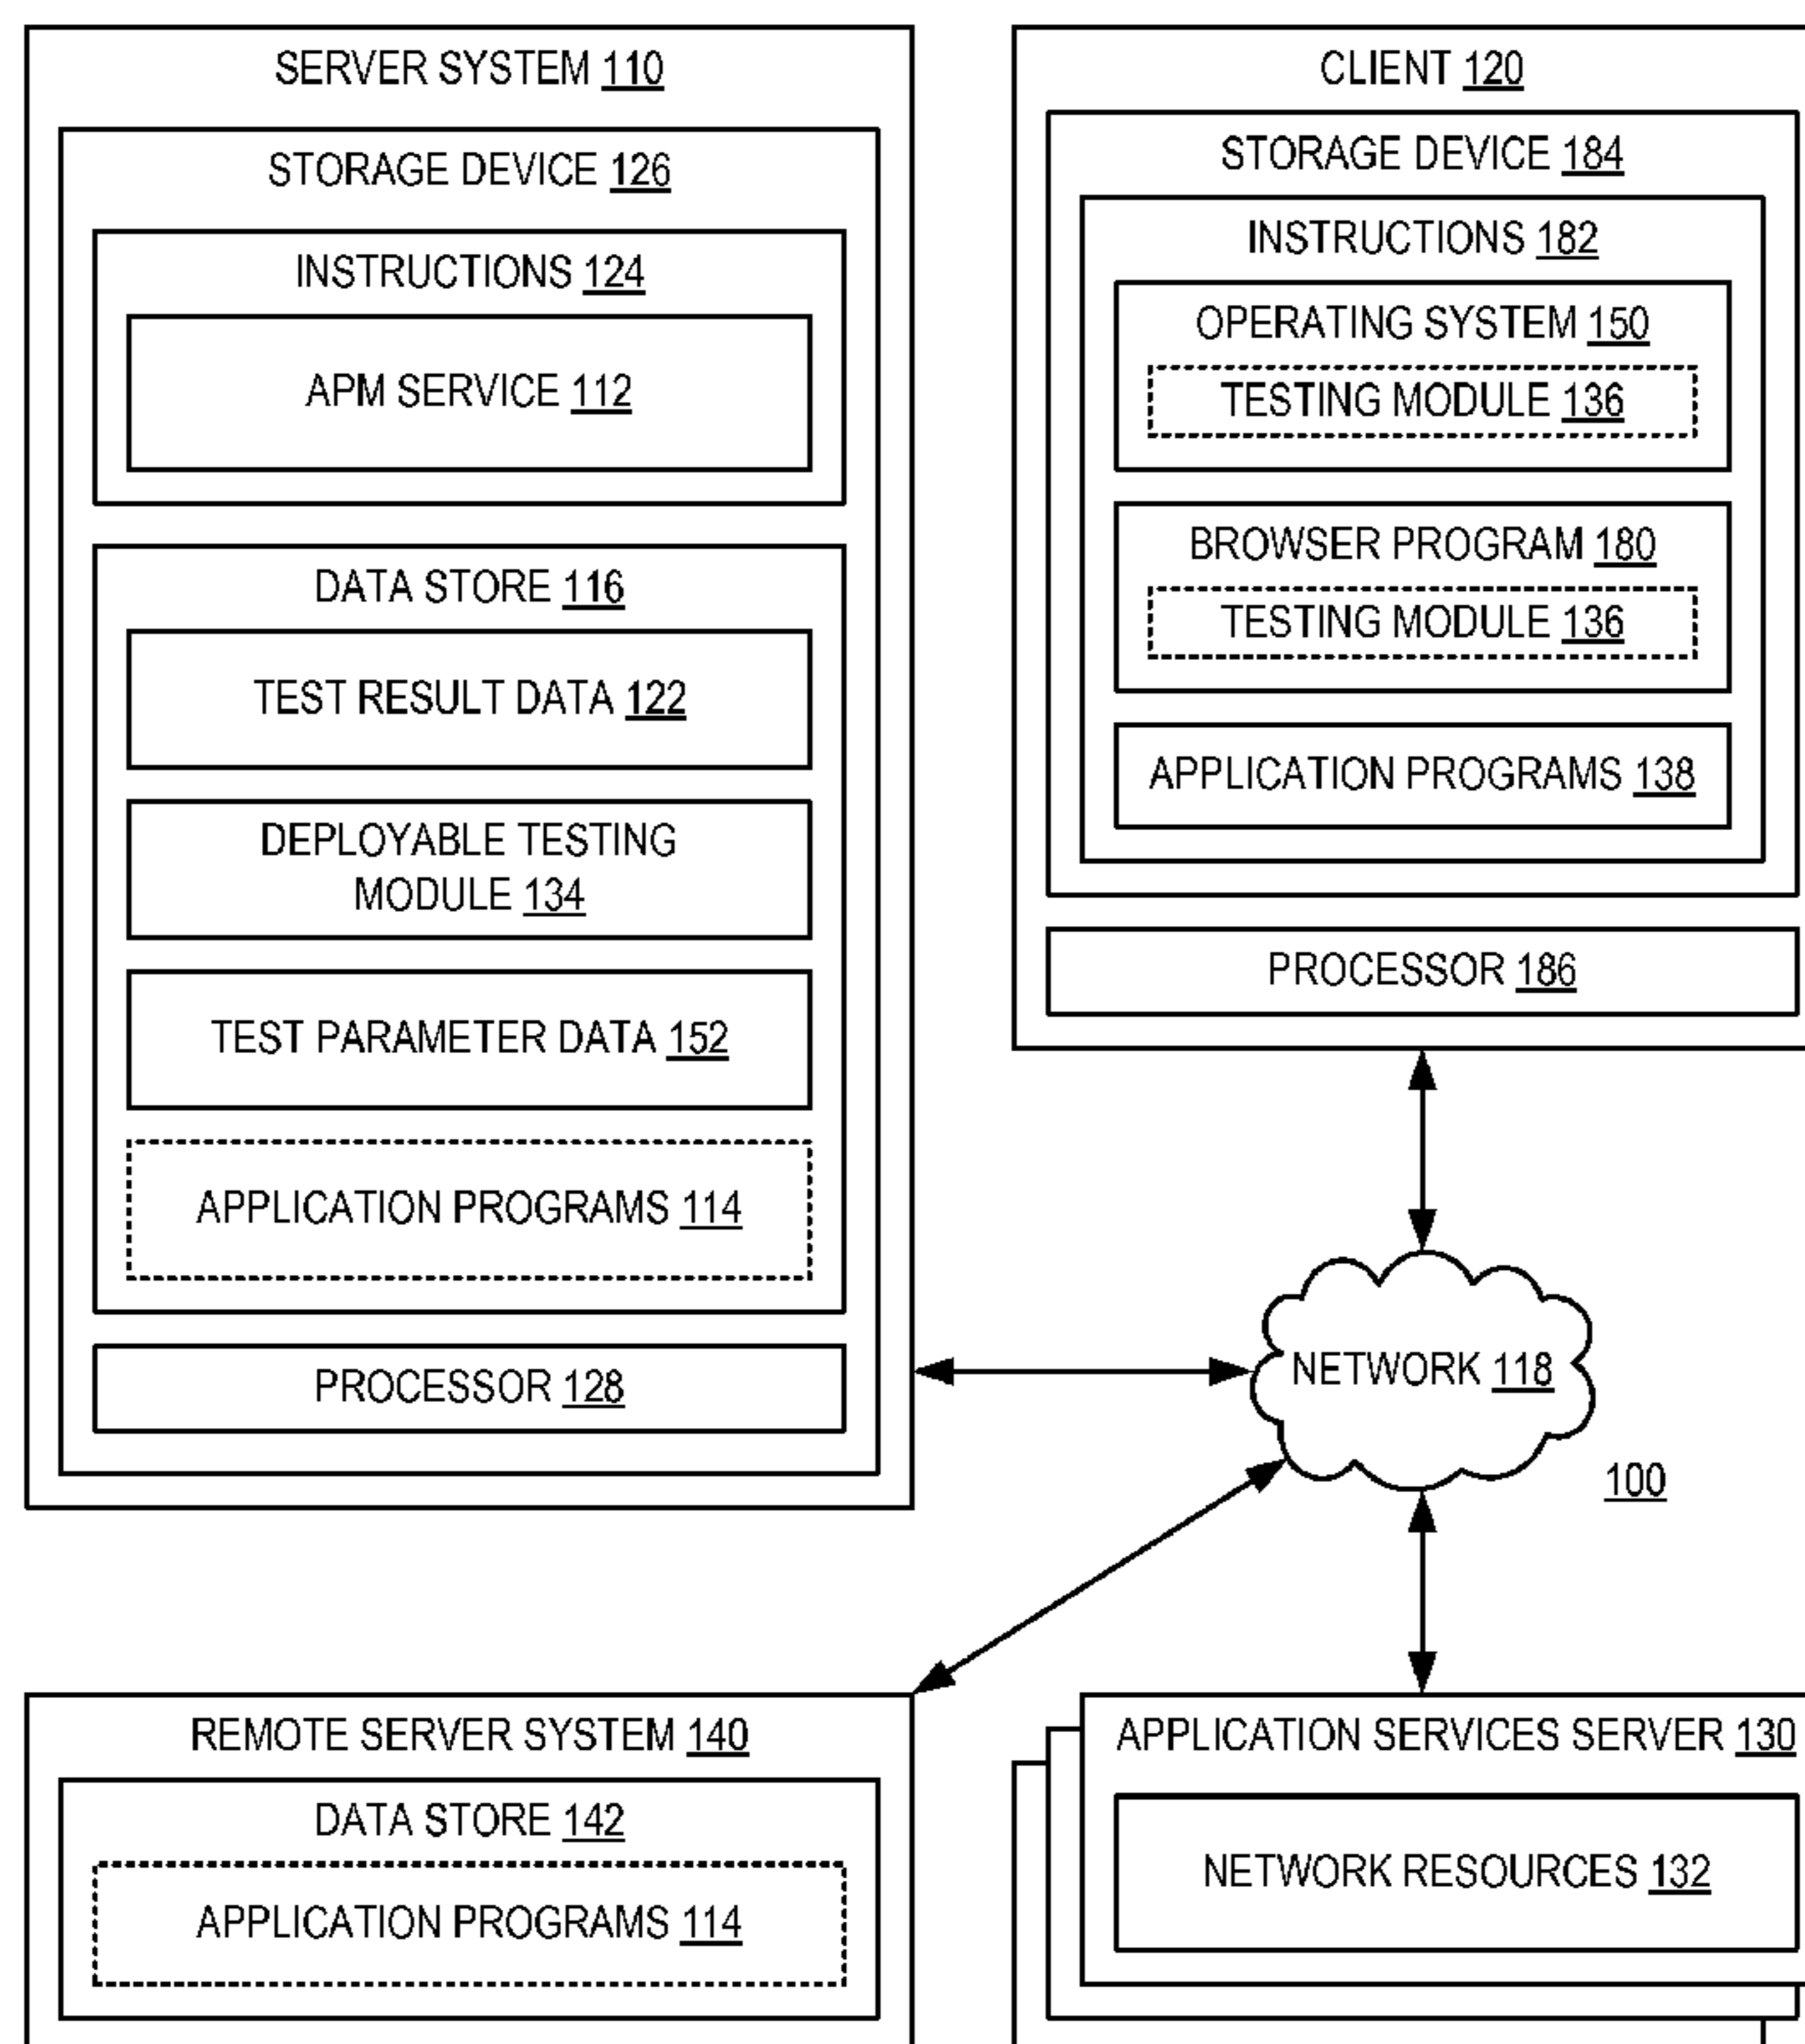 SERVER SYSTEM 110
STORAGE DEVICE 126
INSTRUCTIONS 124
APM SERVICE 112
DATA STORE 116
TEST RESULT DATA 122
DEPLOYABLE TESTING
MODULE 134
TEST PARAMETER DATA 152
APPLICATION PROGRAMS 114
PROCESSOR 128
CLIENT 120
STORAGE DEVICE 184
INSTRUCTIONS 182
OPERATING SYSTEM 150
TESTING MODULE 136
BROWSER PROGRAM 180
TESTING MODULE 136
APPLICATION PROGRAMS 138
PROCESSOR 186
NETWORK 118
100
REMOTE SERVER SYSTEM 140
DATA STORE 142
APPLICATION PROGRAMS 114
APPLICATION SERVICES SERVER 130
NETWORK RESOURCES 132